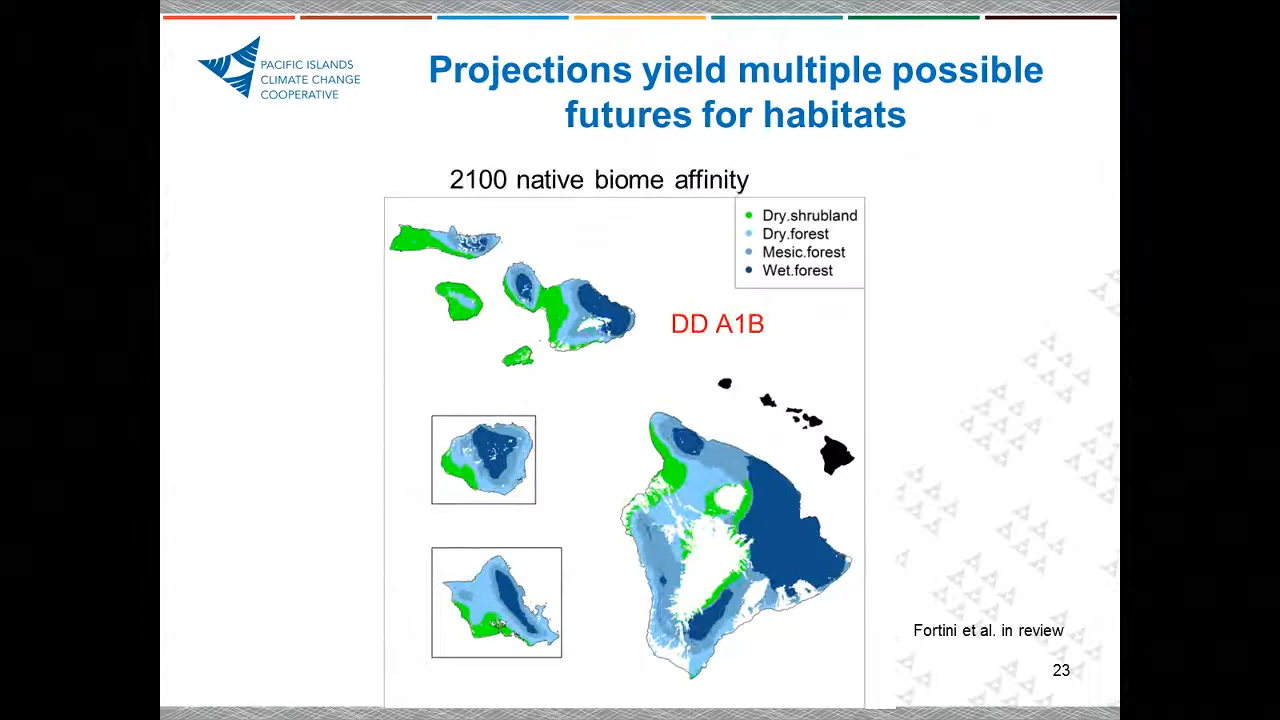 PACIFIC ISLANDS
CLIMATE CHANGE
COOPERATIVE
Projections yield multiple possible
futures for habitats
2100 native biome affinity
Dry.shrubland
Dry.forest
Mesic.forest
Wet.forest
DD A1B
Fortini et al. in review
23